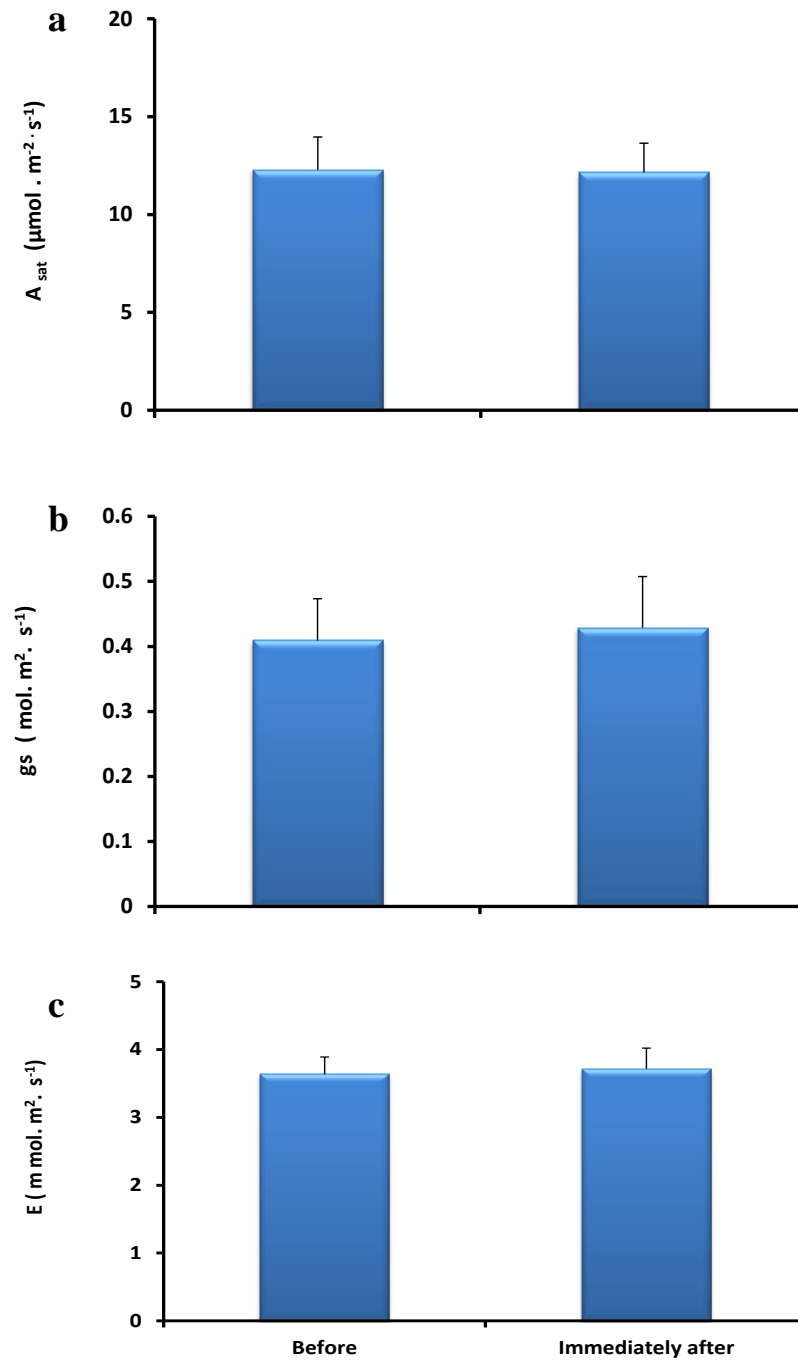 a
A sat (µmol . m-2 . s-1)
20
15
10
5
0
b
gs ( mol. m2. s-1)
0.6
0.5
0.4
0.3
0.2
0.1
0
c
E ( m mol. m2. s-1)
5
4
3
2
1
0
Before Immediately after